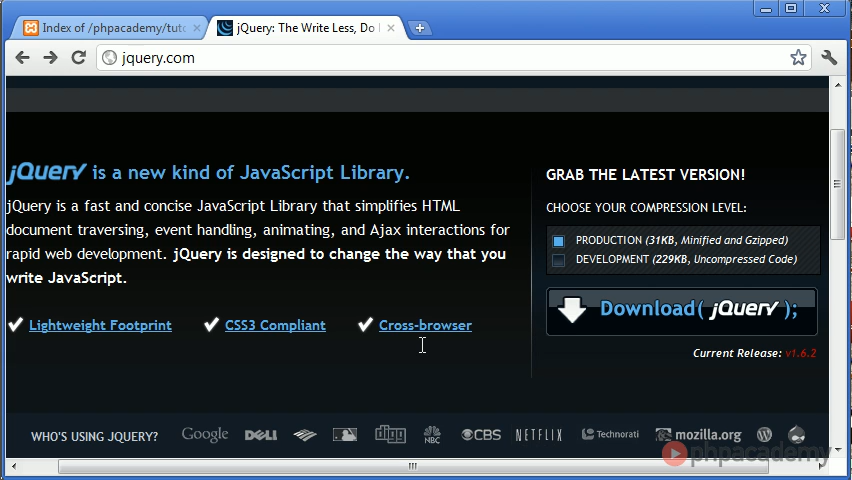 Index of /phpacademy/tuto
jQuery: The Write Less, Do
jquery.com
jQuery is a new kind of JavaScript Library.
jQuery is a fast and concise JavaScript Library that simplifies HTML
document traversing, event handling, animating, and Ajax interactions for
rapid web development. jQuery is designed to change the way that you
write JavaScript.
Lightweight Footprint CSS3 Compliant Cross-browser
GRAB THE LATEST VERSION!
CHOOSE YOUR COMPRESSION LEVEL:
PRODUCTION (31KB, Minified and Gzipped)
DEVELOPMENT (229KB, Uncompressed Code)
Download( jQuery );
Current Release: v1.6.2
WHO'S USING JQUERY? Google DELL digg NBC CBS NETFLIX Technorati mozilla.org
phpacademy